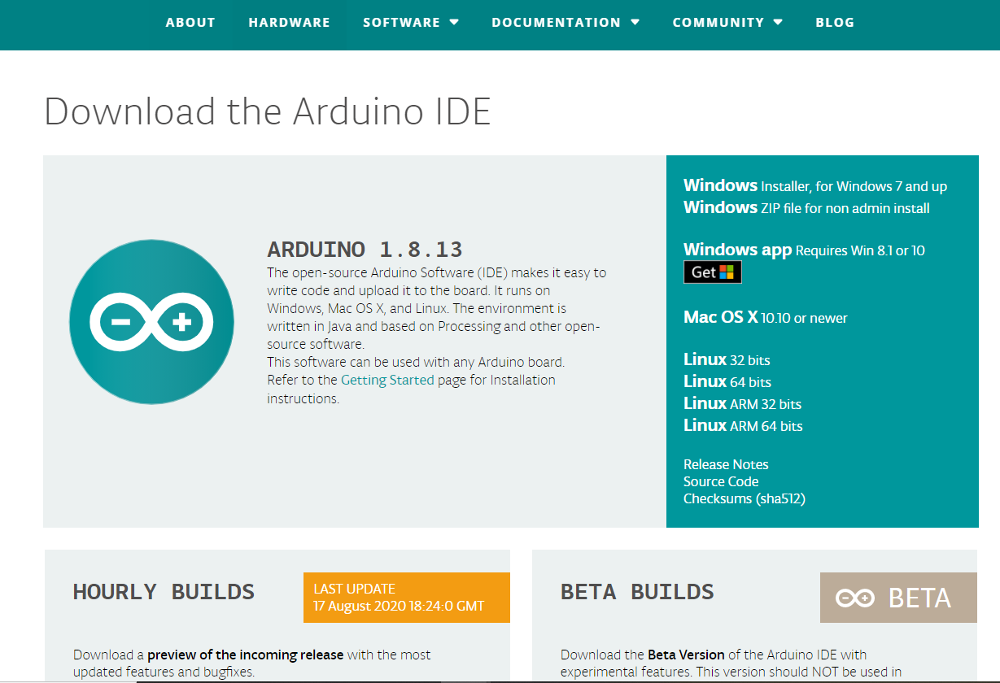 ABOUT HARDWARE SOFTWARE DOCUMENTATION COMMUNITY BLOG
Download the Arduino IDE
ARDUINO 1.8.13
The open-source Arduino Software (IDE) makes it easy to
write code and upload it to the board. It runs on
Windows, Mac OS X, and Linux. The environment is
written in Java and based on Processing and other open-
source software.
This software can be used with any Arduino board.
Refer to the Getting Started page for Installation
instructions.
Windows Installer, for Windows 7 and up
Windows ZIP file for non admin install
Windows app Requires Win 8.1 or 10
Get
Mac OS X 10.10 or newer
Linux 32 bits
Linux 64 bits
Linux ARM 32 bits
Linux ARM 64 bits
Release Notes
Source Code
Checksums (sha512)
HOURLY BUILDS
LAST UPDATE
17 August 2020 18:24:0 GMT
Download a preview of the incoming release with the most
updated features and bugfixes.
BETA BUILDS
BETA
Download the Beta Version of the Arduino IDE with
experimental features. This version should NOT be used in